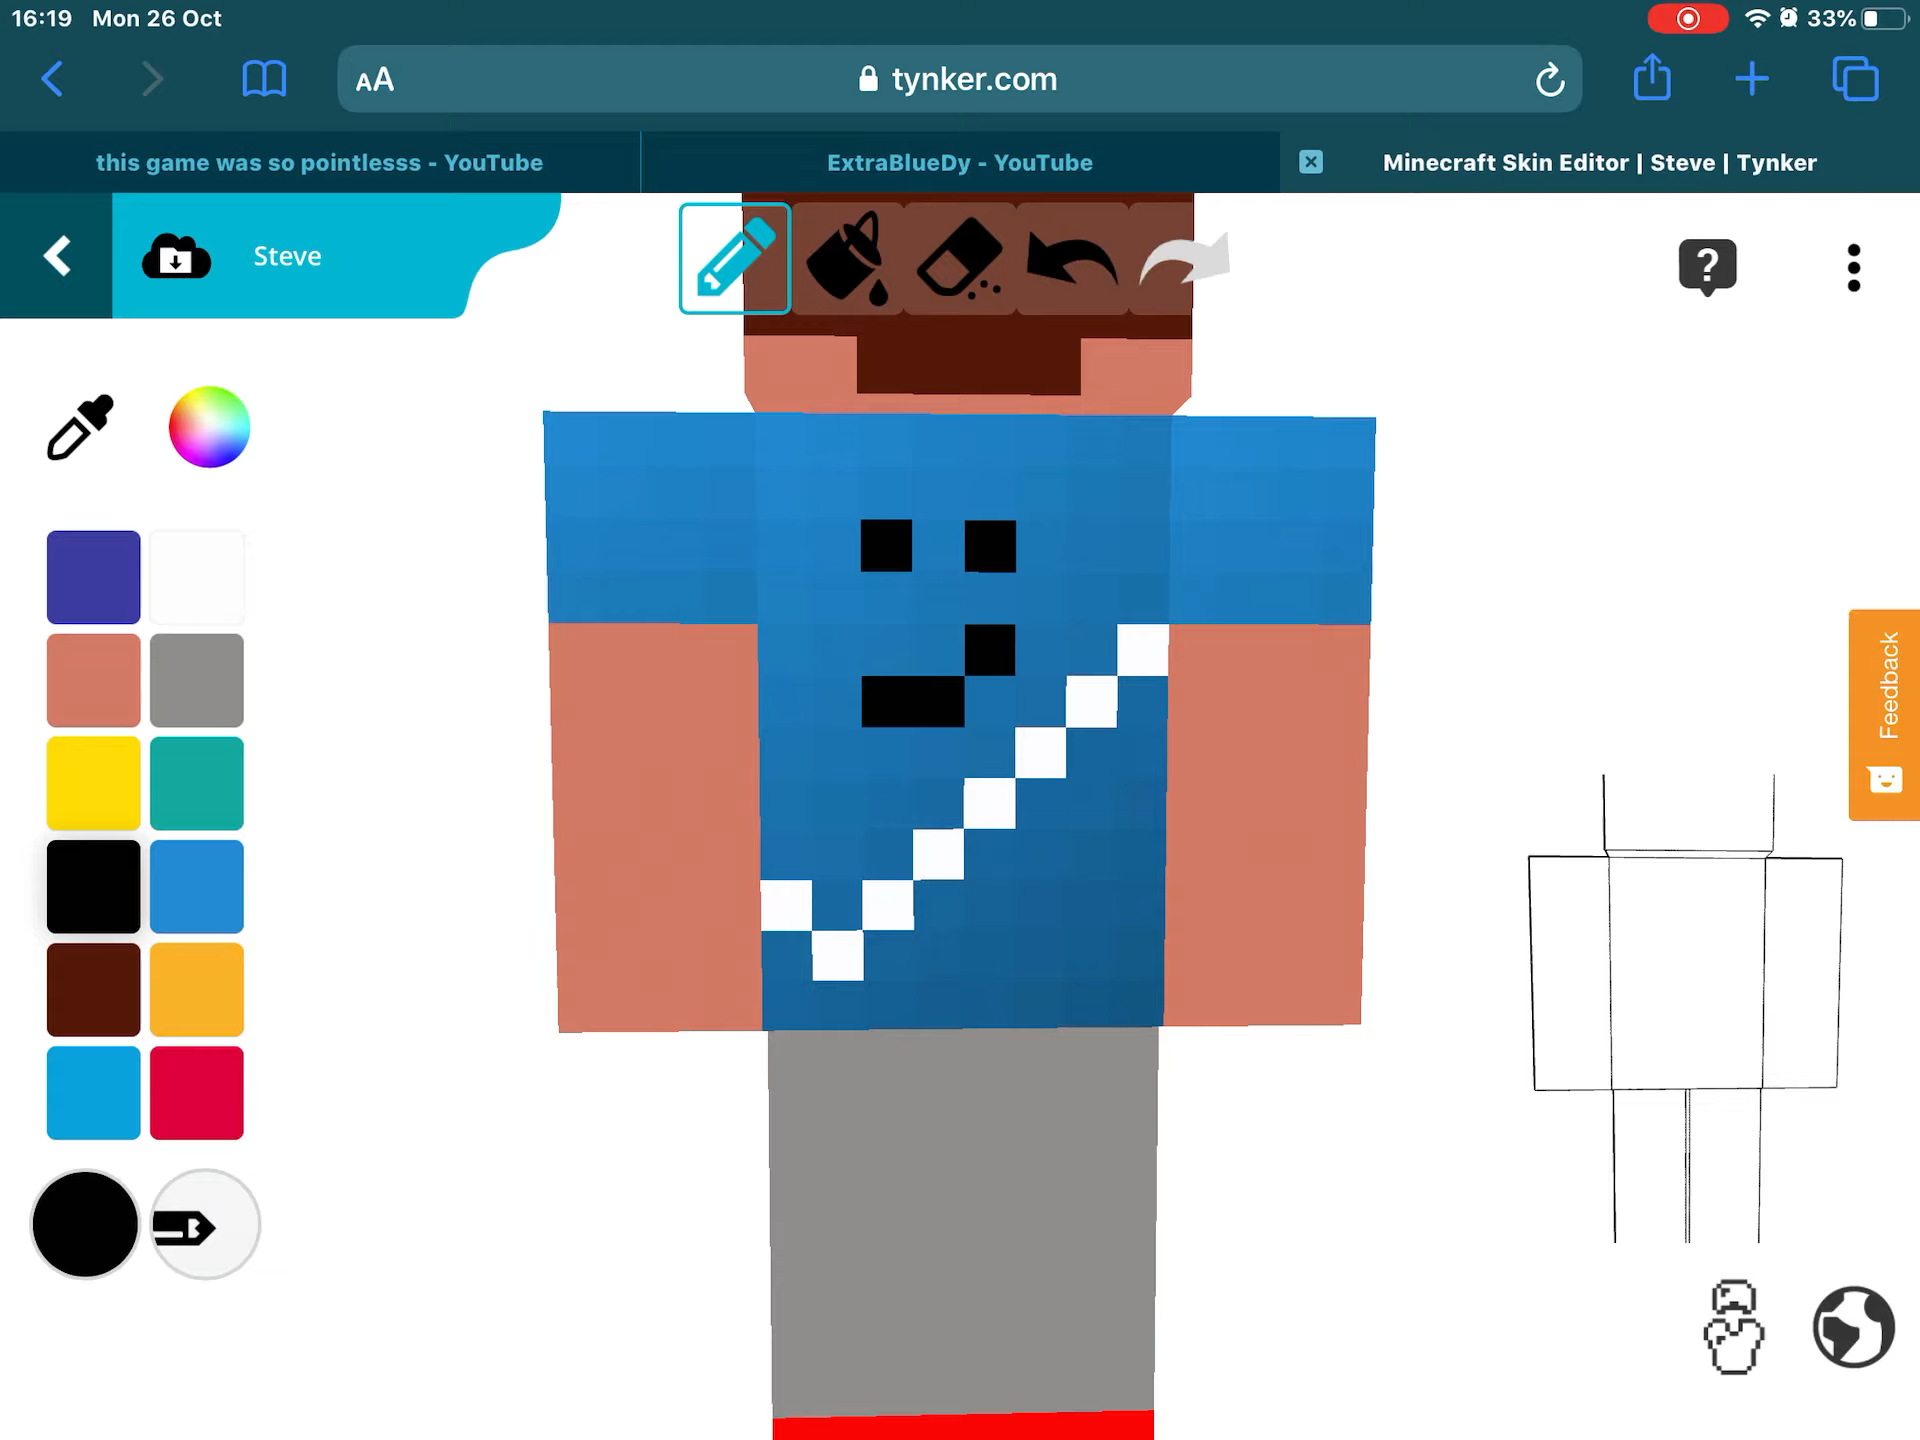 16:19 Mon 26 Oct
33%
AA
tynker.com
this game was so pointlesss - YouTube
ExtraBlueDy - YouTube
Minecraft Skin Editor | Steve | Tynker
Steve
?
Feedback